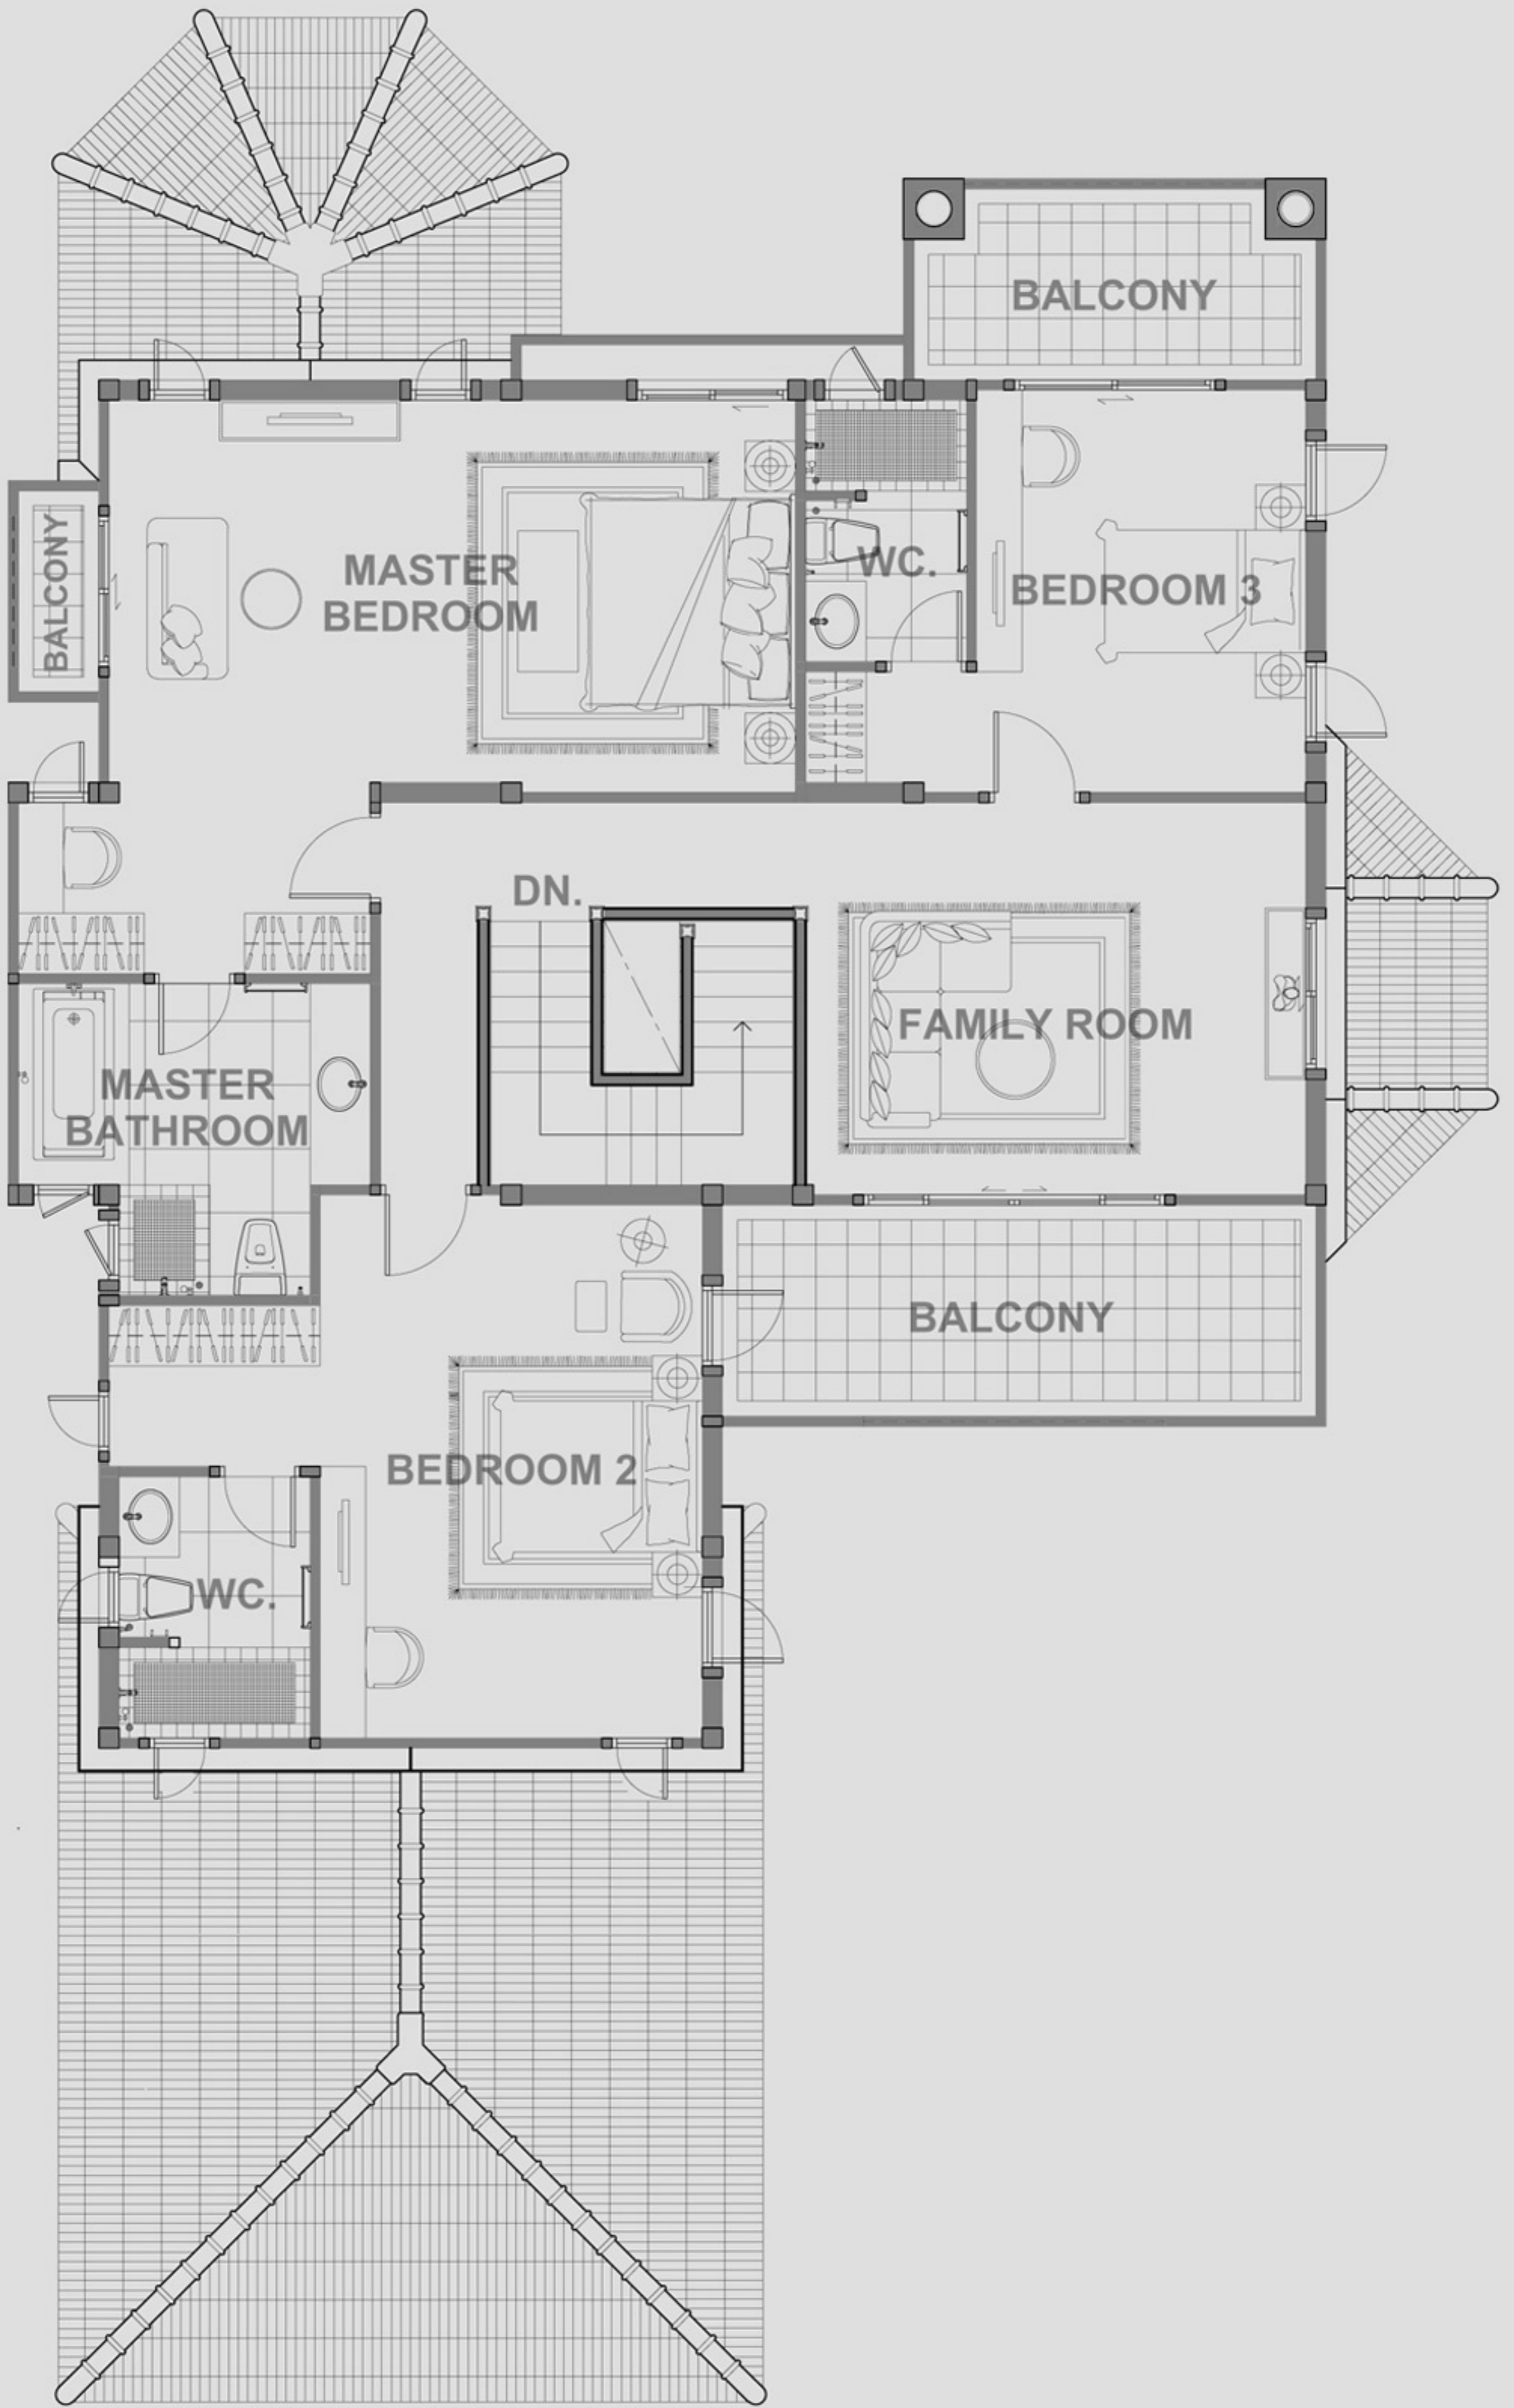 BALCONY
BALCONY
MASTER
BEDROOM
WC.
BEDROOM 3
DN.
FAMILY ROOM
MASTER
BATHROOM
BALCONY
BEDROOM 2
WC.